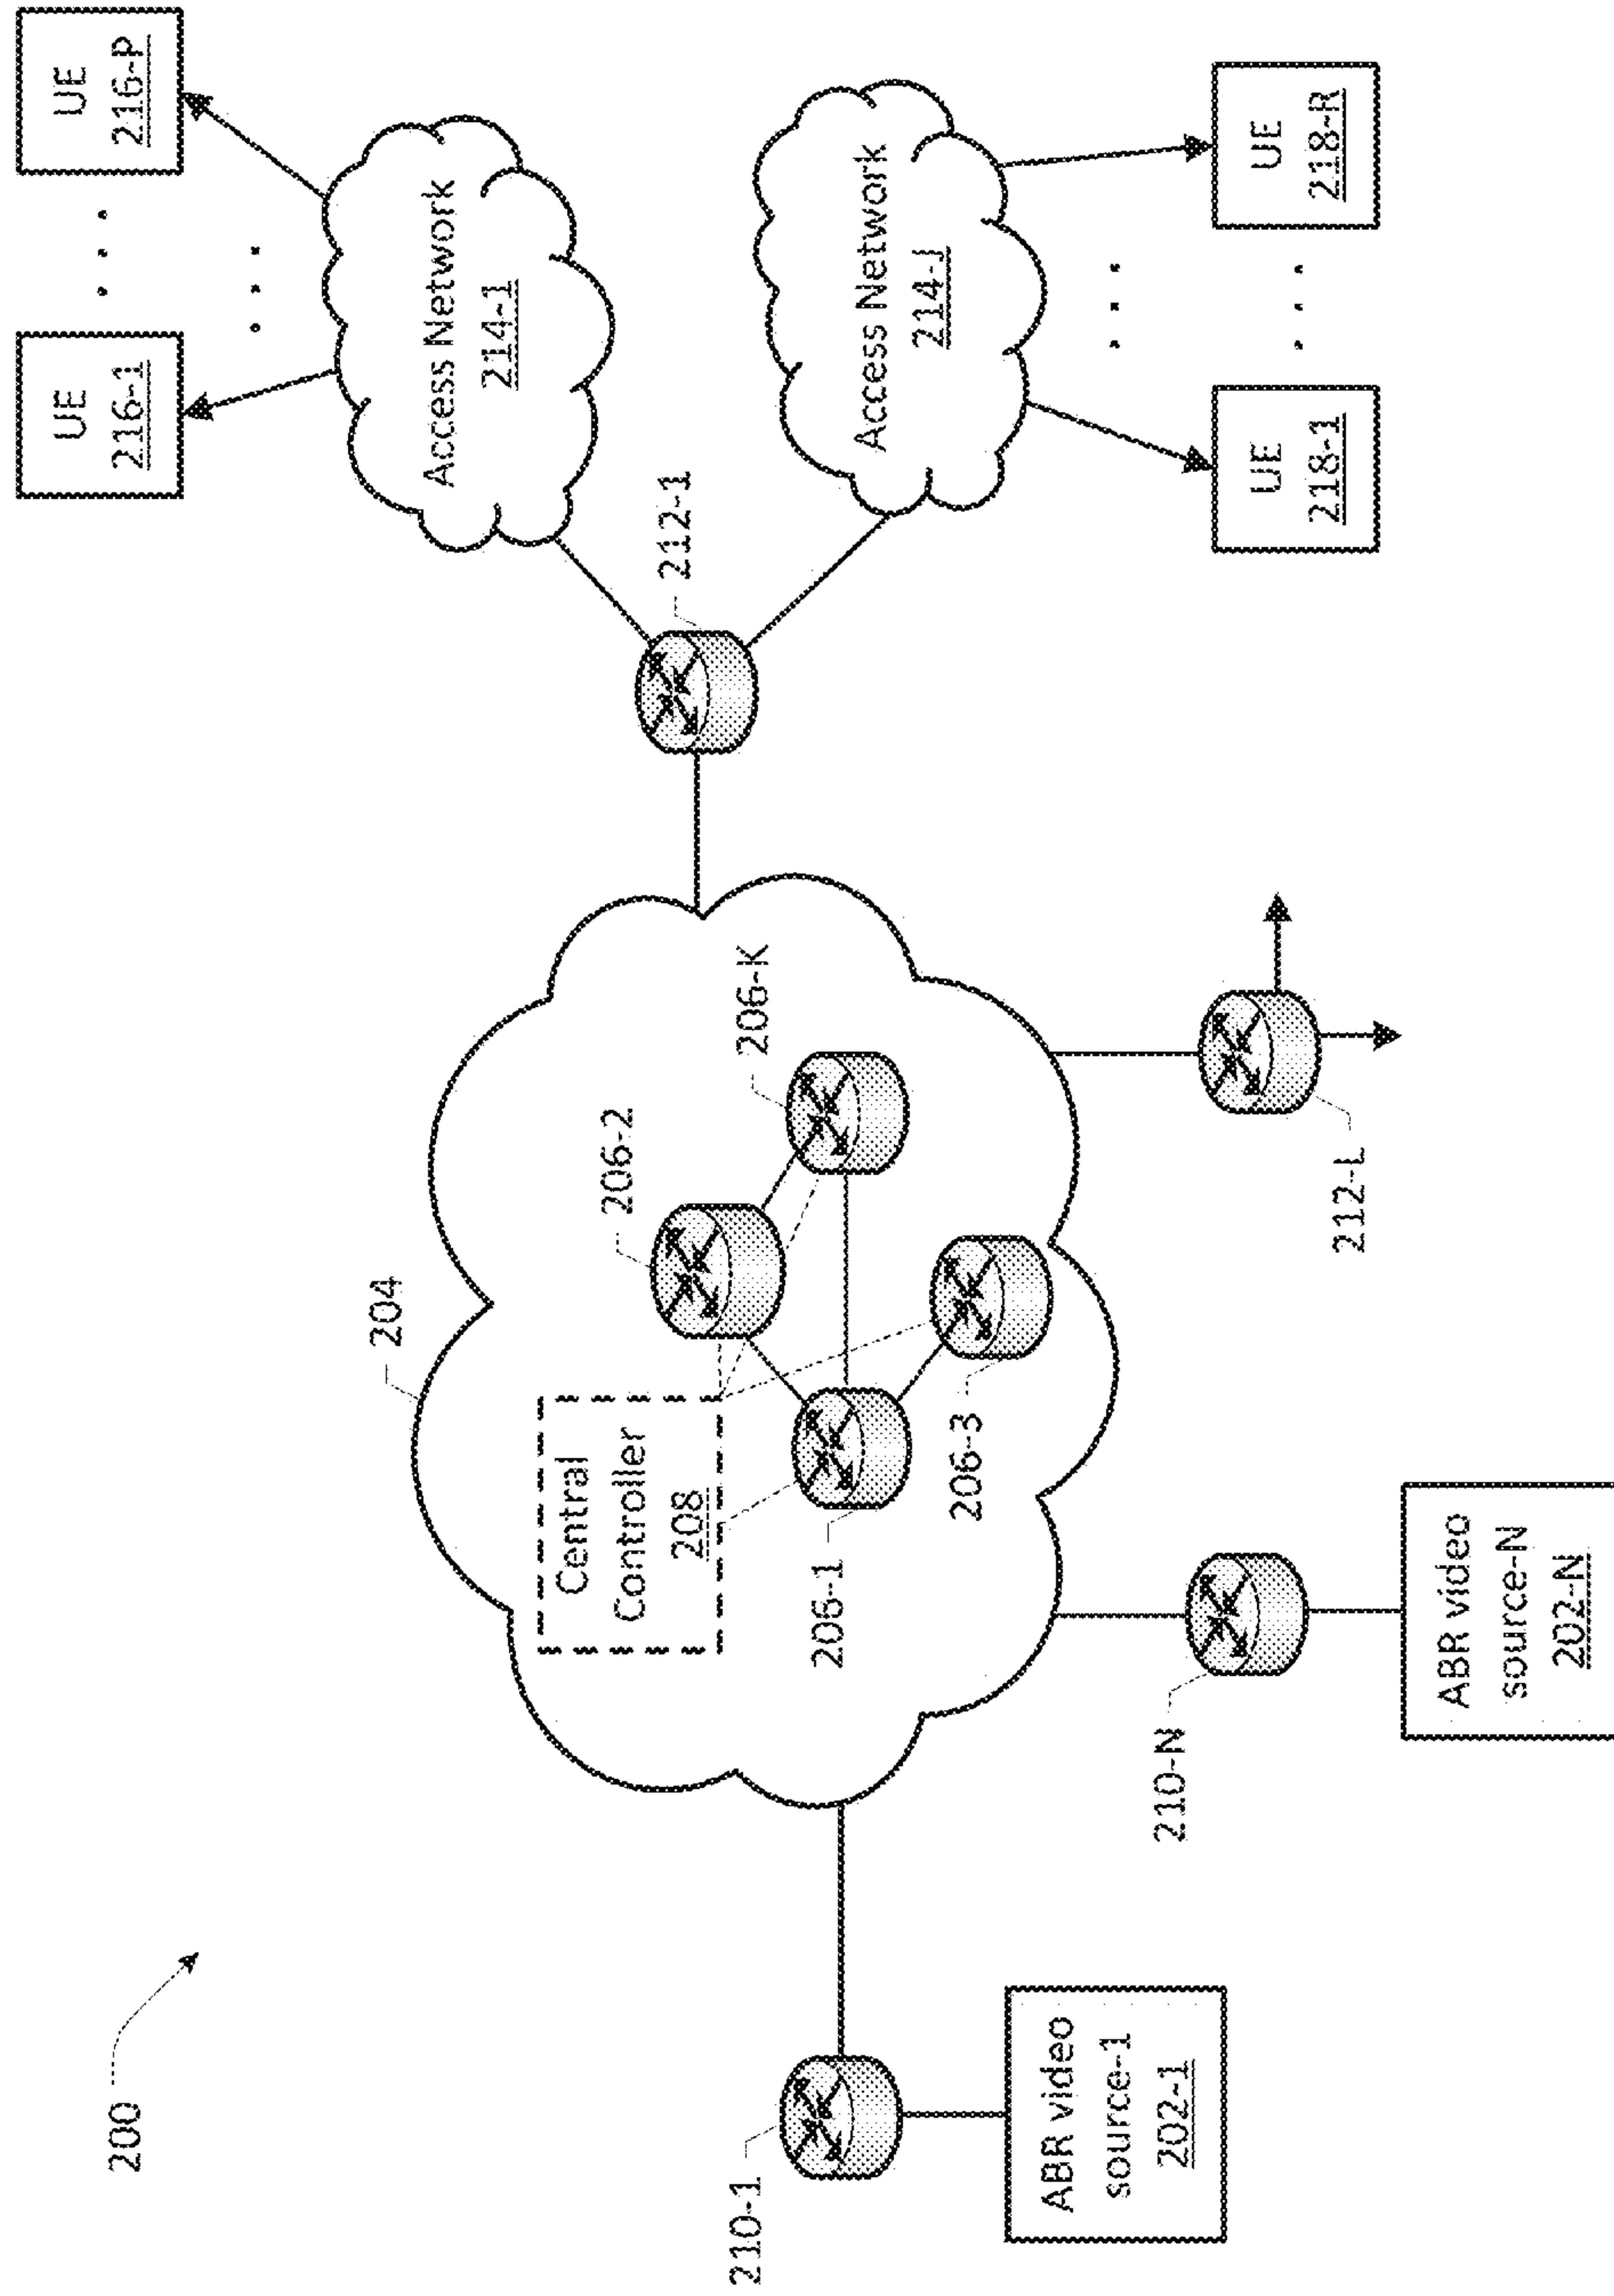 200
204
Central
Controller
208
206-1
206-2
206-3
206-K
210-1
ABR video
source-1
202-1
210-N
ABR video
source-N
202-N
212-1
212-L
Access Network
214-1
UE
216-1
UE
216-P
Access Network
214-J
UE
218-1
UE
218-R